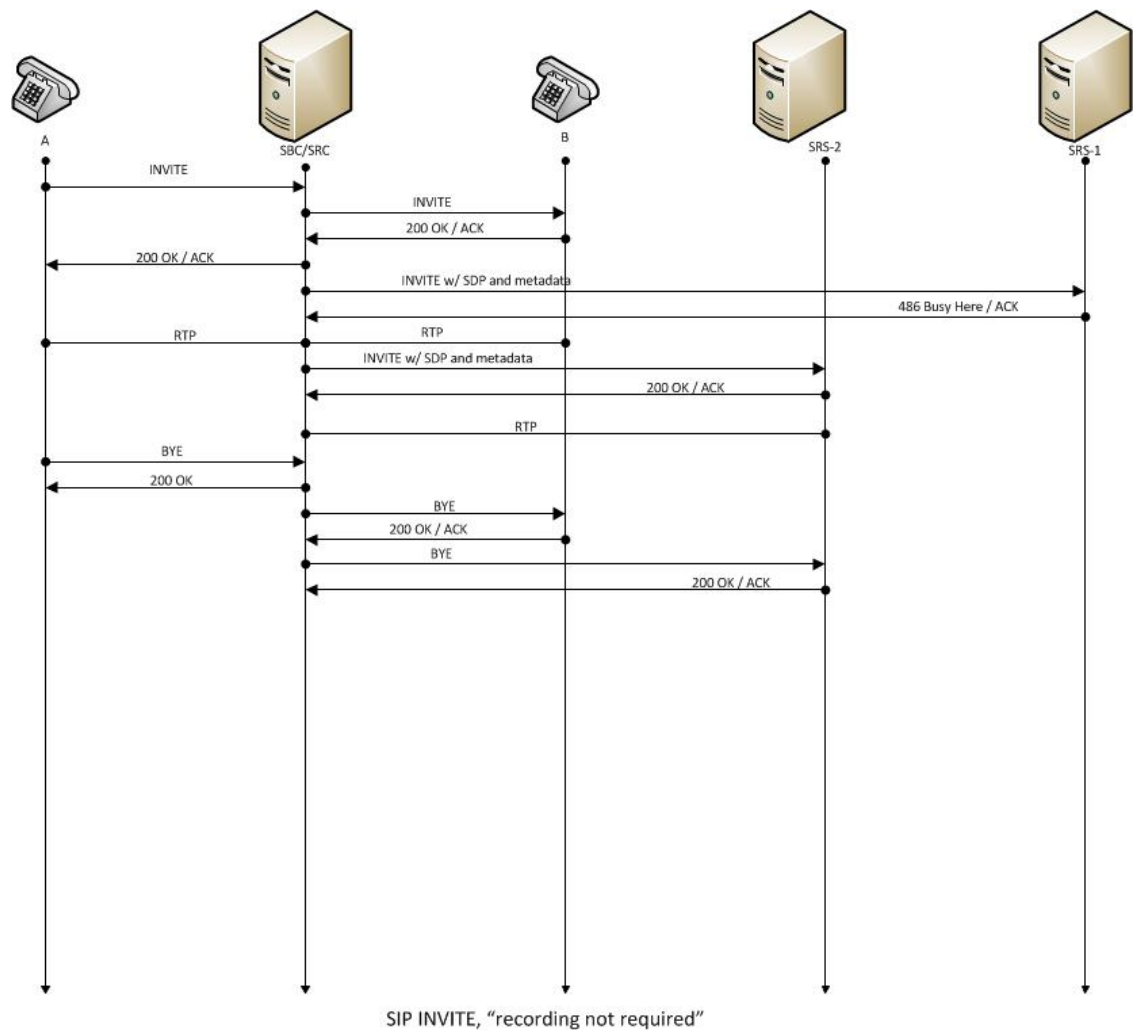 A
SBC/SRC
B
SRS-2
SRS-1
INVITE
INVITE
200 OK / ACK
200 OK / ACK
INVITE w/ SDP and metadata
486 Busy Here / ACK
RTP
RTP
INVITE w/ SDP and metadata
200 OK / ACK
RTP
BYE
200 OK
BYE
200 OK / ACK
BYE
200 OK / ACK
SIP INVITE, “recording not required”